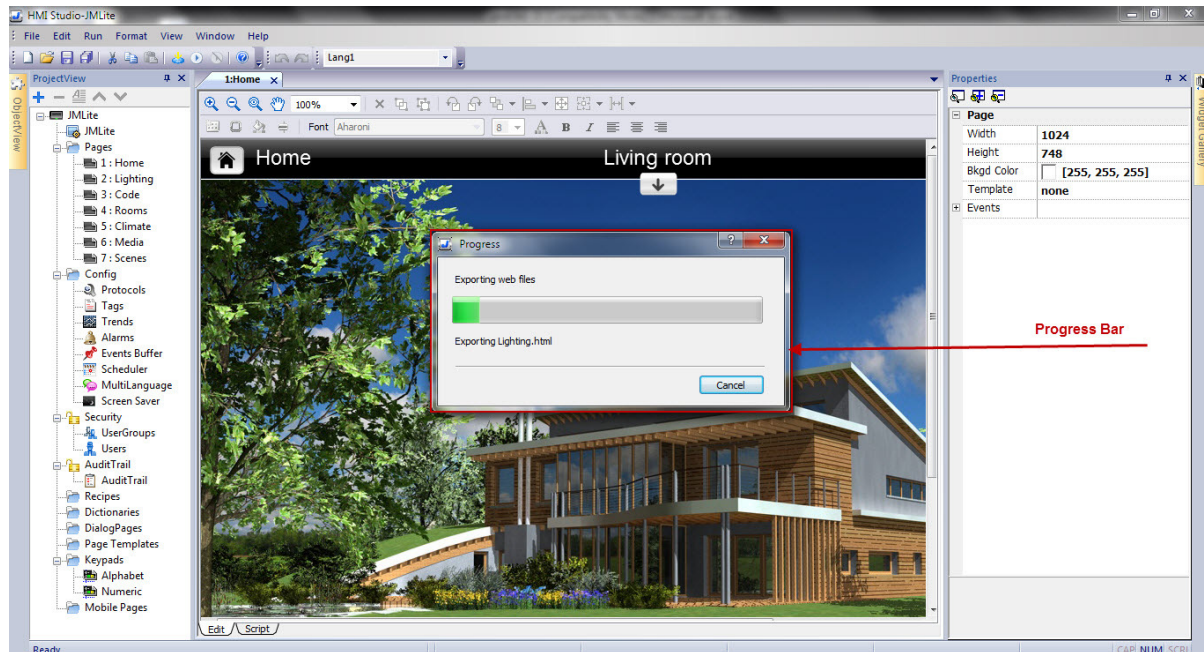 HMI Studio-JMLite
File Edit Run Format View Window Help
Lang1
ObjectView
ProjectView
JMLite
JMLite
Pages
1 : Home
2 : Lighting
3 : Code
4 : Rooms
5 : Climate
6 : Media
7 : Scenes
Config
Protocols
Tags
Trends
Alarms
Events Buffer
Scheduler
MultiLanguage
Screen Saver
Security
UserGroups
Users
AuditTrail
AuditTrail
Recipes
Dictionaries
DialogPages
Page Templates
Keypads
Alphabet
Numeric
Mobile Pages
1:Home
100%
Font Aharoni 8 A B I
Home Living room
Progress
Exporting web files
Exporting Lighting.html
Cancel
Edit Script
Properties
Page
Width 1024
Height 748
Bkgd Color [255, 255, 255]
Template none
Events
Progress Bar
Widget Gallery
Ready CAP NUM SCRL